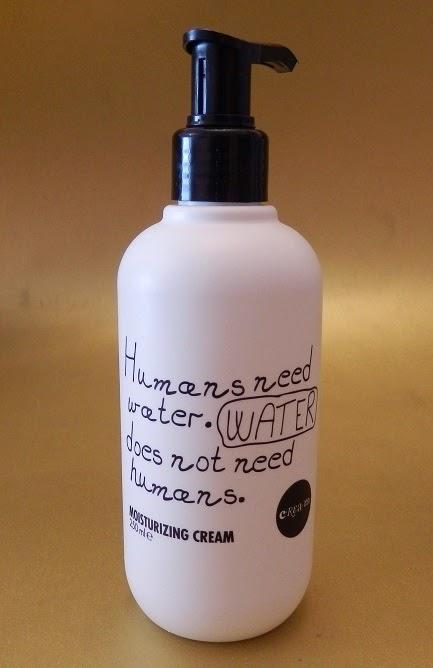 Humans need
water. WATER
does not need
humans.
MOISTURIZING CREAM
250 ml e